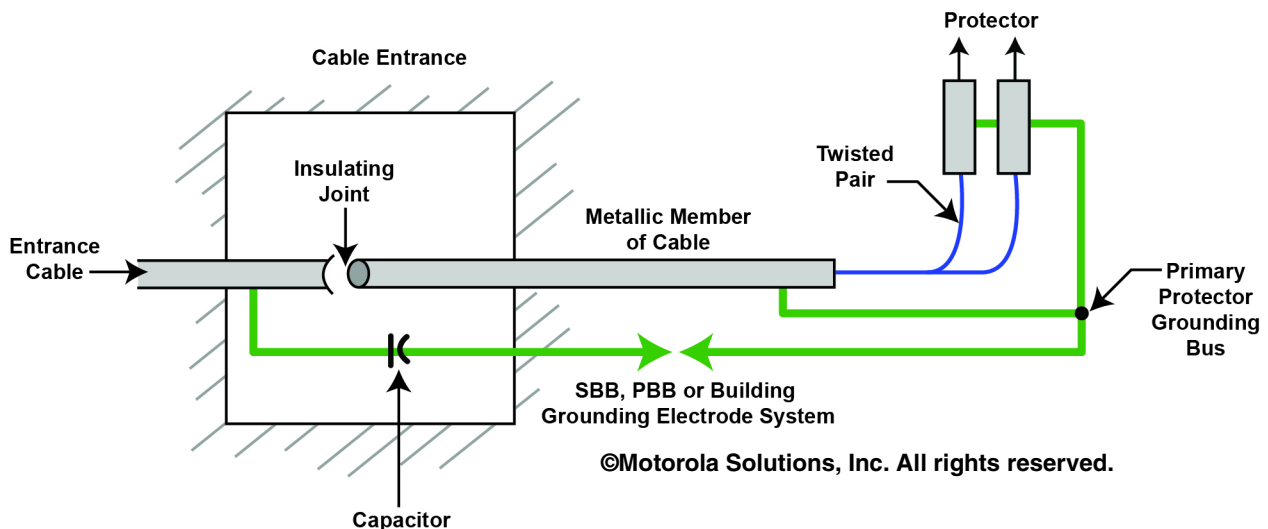 Protector
Cable Entrance
Insulating
Joint
Twisted
Pair
Metallic Member
of Cable
Entrance
Cable
Primary
Protector
Grounding
Bus
SBB, PBB or Building
Grounding Electrode System
©Motorola Solutions, Inc. All rights reserved.
Capacitor